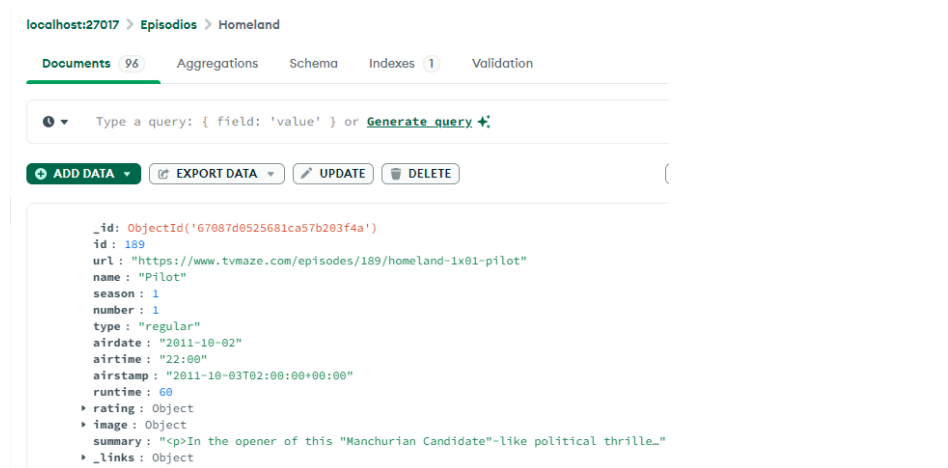 localhost:27017 > Episodios > Homeland
Documents 96 Aggregations Schema Indexes 1 Validation
Type a query: { field: 'value' } or Generate query
ADD DATA EXPORT DATA UPDATE DELETE
_id: ObjectId('67087d0525681ca57b203f4a')
id : 189
url : "https://www.tvmaze.com/episodes/189/homeland-1x01-pilot"
name : "Pilot"
season : 1
number : 1
type : "regular"
airdate : "2011-10-02"
airtime : "22:00"
airstamp : "2011-10-03T02:00:00+00:00"
runtime : 60
rating : Object
image : Object
summary : "<p>In the opener of this "Manchurian Candidate"-like political thrille…"
_links : Object